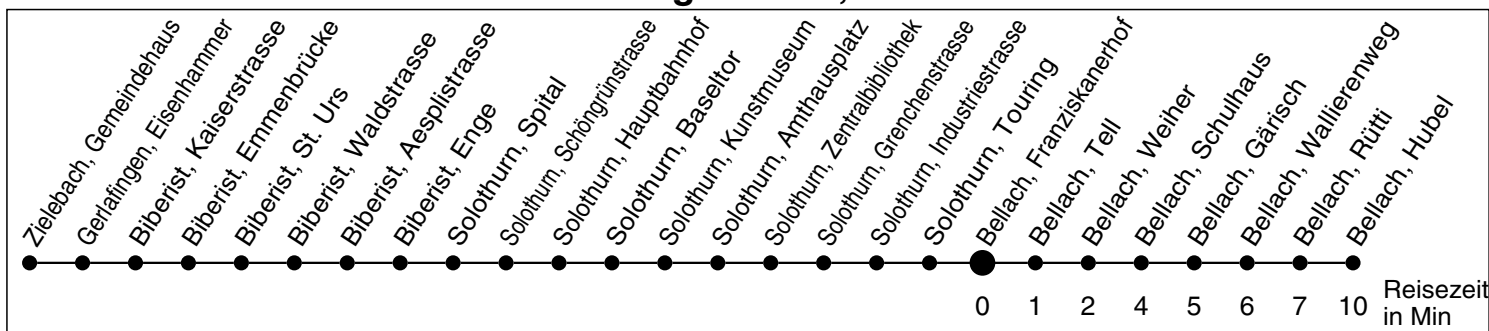 Zielebach, Gemeindehaus
Gerlafingen, Eisenhammer
Biberist, Kaiserstrasse
Biberist, Emmenbrücke
Biberist, St. Urs
Biberist, Waldstrasse
Biberist, Aesplistrasse
Biberist, Enge
Solothurn, Spital
Solothurn, Schöngrünstrasse
Solothurn, Hauptbahnhof
Solothurn, Baseltor
Solothurn, Kunstmuseum
Solothurn, Amthausplatz
Solothurn, Zentralbibliothek
Solothurn, Grenchenstrasse
Solothurn, Industriestrasse
Solothurn, Touring
Bellach, Franziskanerhof
Bellach, Tell
Bellach, Weiher
Bellach, Schulhaus
Bellach, Gärisch
Bellach, Wallierenweg
Bellach, Rütti
Bellach, Hubel
0 1 2 4 5 6 7 10 Reisezeit
in Min